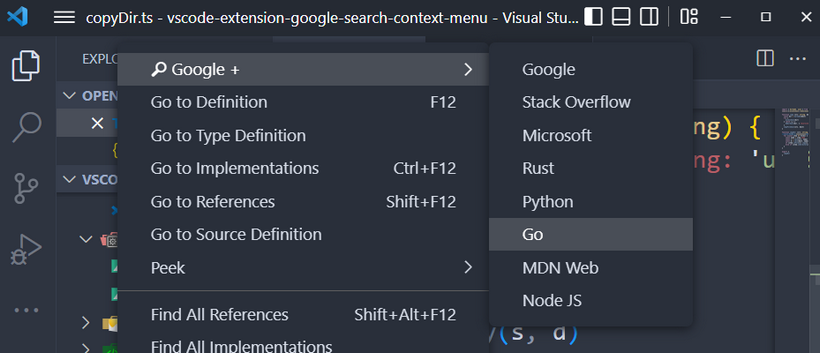 copyDir.ts - vscode-extension-google-search-context-menu - Visual Stu...
EXPL
OPEN
VSC
Google +
Go to Definition F12
Go to Type Definition
Go to Implementations Ctrl+F12
Go to References Shift+F12
Go to Source Definition
Peek
Find All References Shift+Alt+F12
Find All Implementations
Google
Stack Overflow
Microsoft
Rust
Python
Go
MDN Web
Node JS
ng) {
ng: 'u
y(s, d)